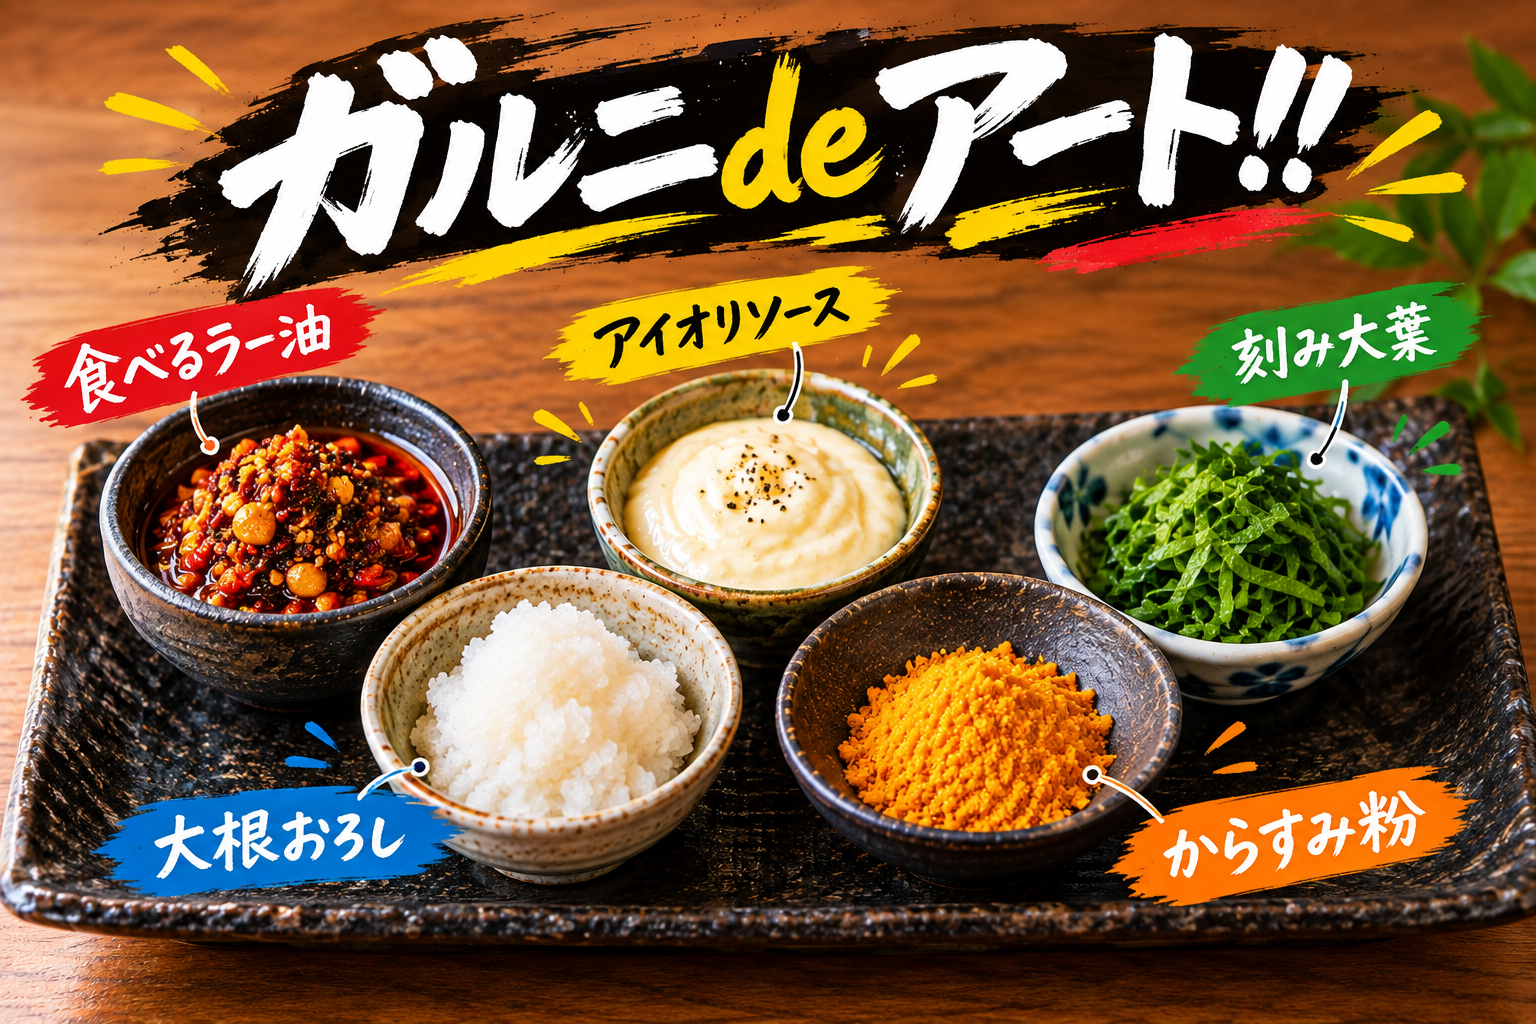 ガルニdeアート!!
食べるラー油
アイオリソース
刻み大葉
大根おろし
からすみ粉